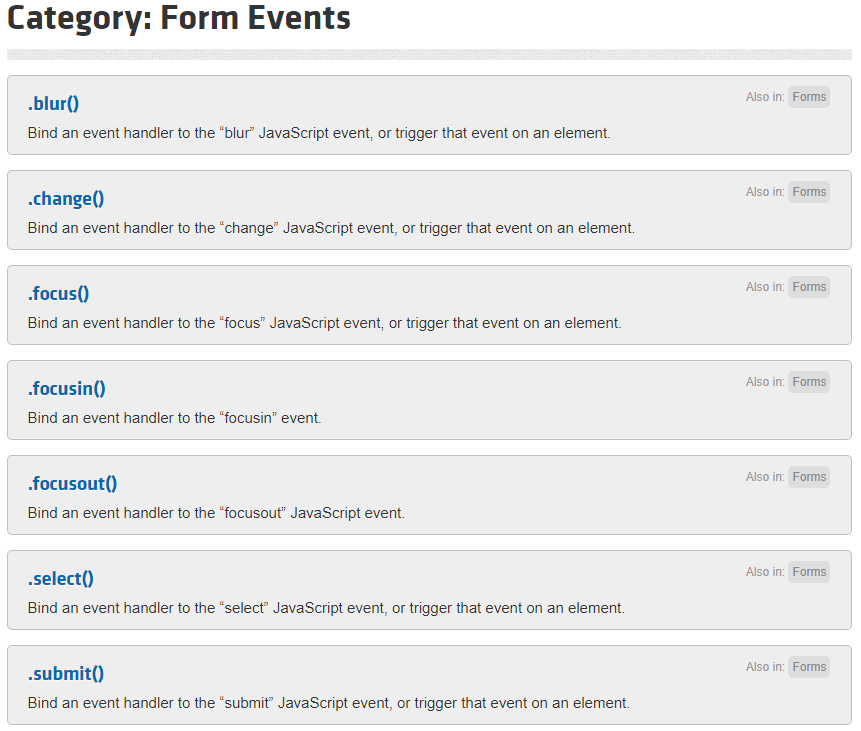 Category: Form Events
.blur()
Also in: Forms
Bind an event handler to the “blur” JavaScript event, or trigger that event on an element.
.change()
Also in: Forms
Bind an event handler to the “change” JavaScript event, or trigger that event on an element.
.focus()
Also in: Forms
Bind an event handler to the “focus” JavaScript event, or trigger that event on an element.
.focusin()
Also in: Forms
Bind an event handler to the “focusin” event.
.focusout()
Also in: Forms
Bind an event handler to the “focusout” JavaScript event.
.select()
Also in: Forms
Bind an event handler to the “select” JavaScript event, or trigger that event on an element.
.submit()
Also in: Forms
Bind an event handler to the “submit” JavaScript event, or trigger that event on an element.